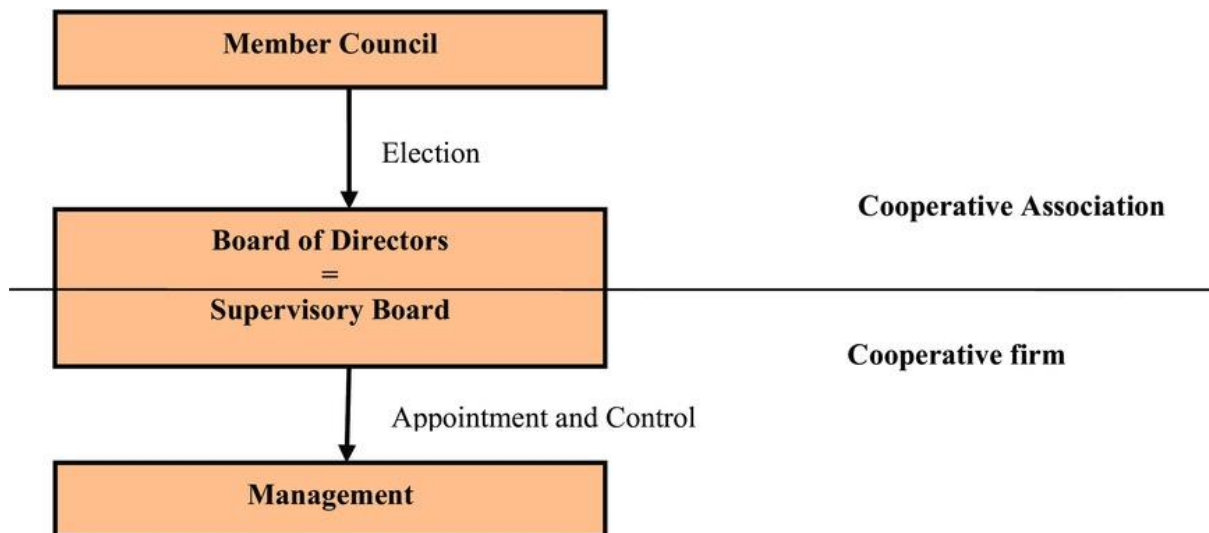 Member Council
Election
Cooperative Association
Board of Directors
=
Supervisory Board
Cooperative firm
Appointment and Control
Management